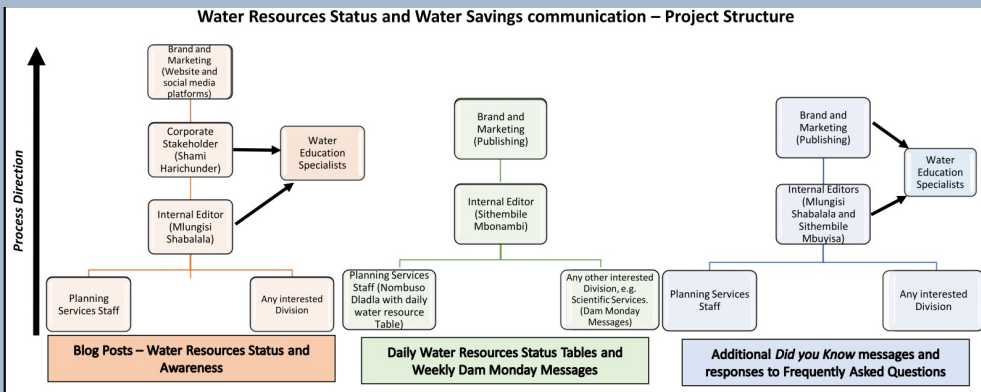 Water Resources Status and Water Savings communication – Project Structure
Process Direction
Brand and
Marketing
(Website and
social media
platforms)
Corporate
Stakeholder
(Shami
Harichunder)
Water
Education
Specialists
Internal Editor
(Mlungisi
Shabalala)
Planning
Services Staff
Any interested
Division
Blog Posts – Water Resources Status and
Awareness
Brand and
Marketing
(Publishing)
Internal Editor
(Sithembile
Mbonambi)
Planning Services
Staff (Nombuso
Dladla with daily
water resource
Table)
Any other interested
Division, e.g.
Scientific Services.
(Dam Monday
Messages)
Daily Water Resources Status Tables and
Weekly Dam Monday Messages
Brand and
Marketing
(Publishing)
Water
Education
Specialists
Internal Editors
(Mlungisi
Shabalala and
Sithembile
Mbuyisa)
Planning Services
Staff
Any interested
Division
Additional Did you Know messages and
responses to Frequently Asked Questions